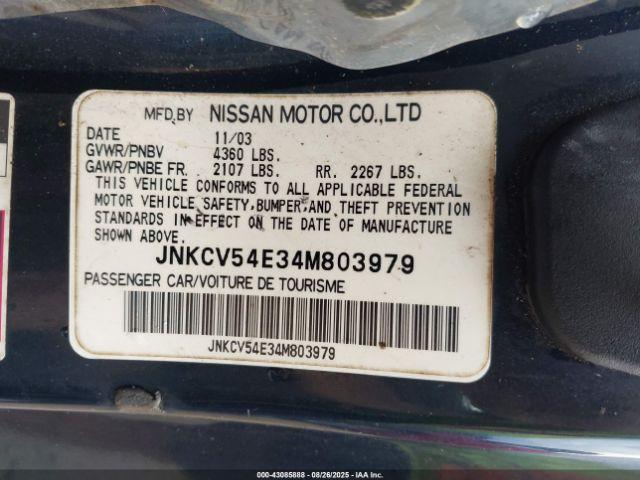 MFD.BY NISSAN MOTOR CO.,LTD
DATE 11/03
GVWR/PNBV 4360 LBS.
GAWR/PNBE FR. 2107 LBS. RR. 2267 LBS.
THIS VEHICLE CONFORMS TO ALL APPLICABLE FEDERAL
MOTOR VEHICLE SAFETY,BUMPER,AND THEFT PREVENTION
STANDARDS IN EFFECT ON THE DATE OF MANUFACTURE
SHOWN ABOVE.
JNKCV54E34M803979
PASSENGER CAR/VOITURE DE TOURISME
JNKCV54E34M803979
000-43085888 - 08/26/2025 - IAA Inc.